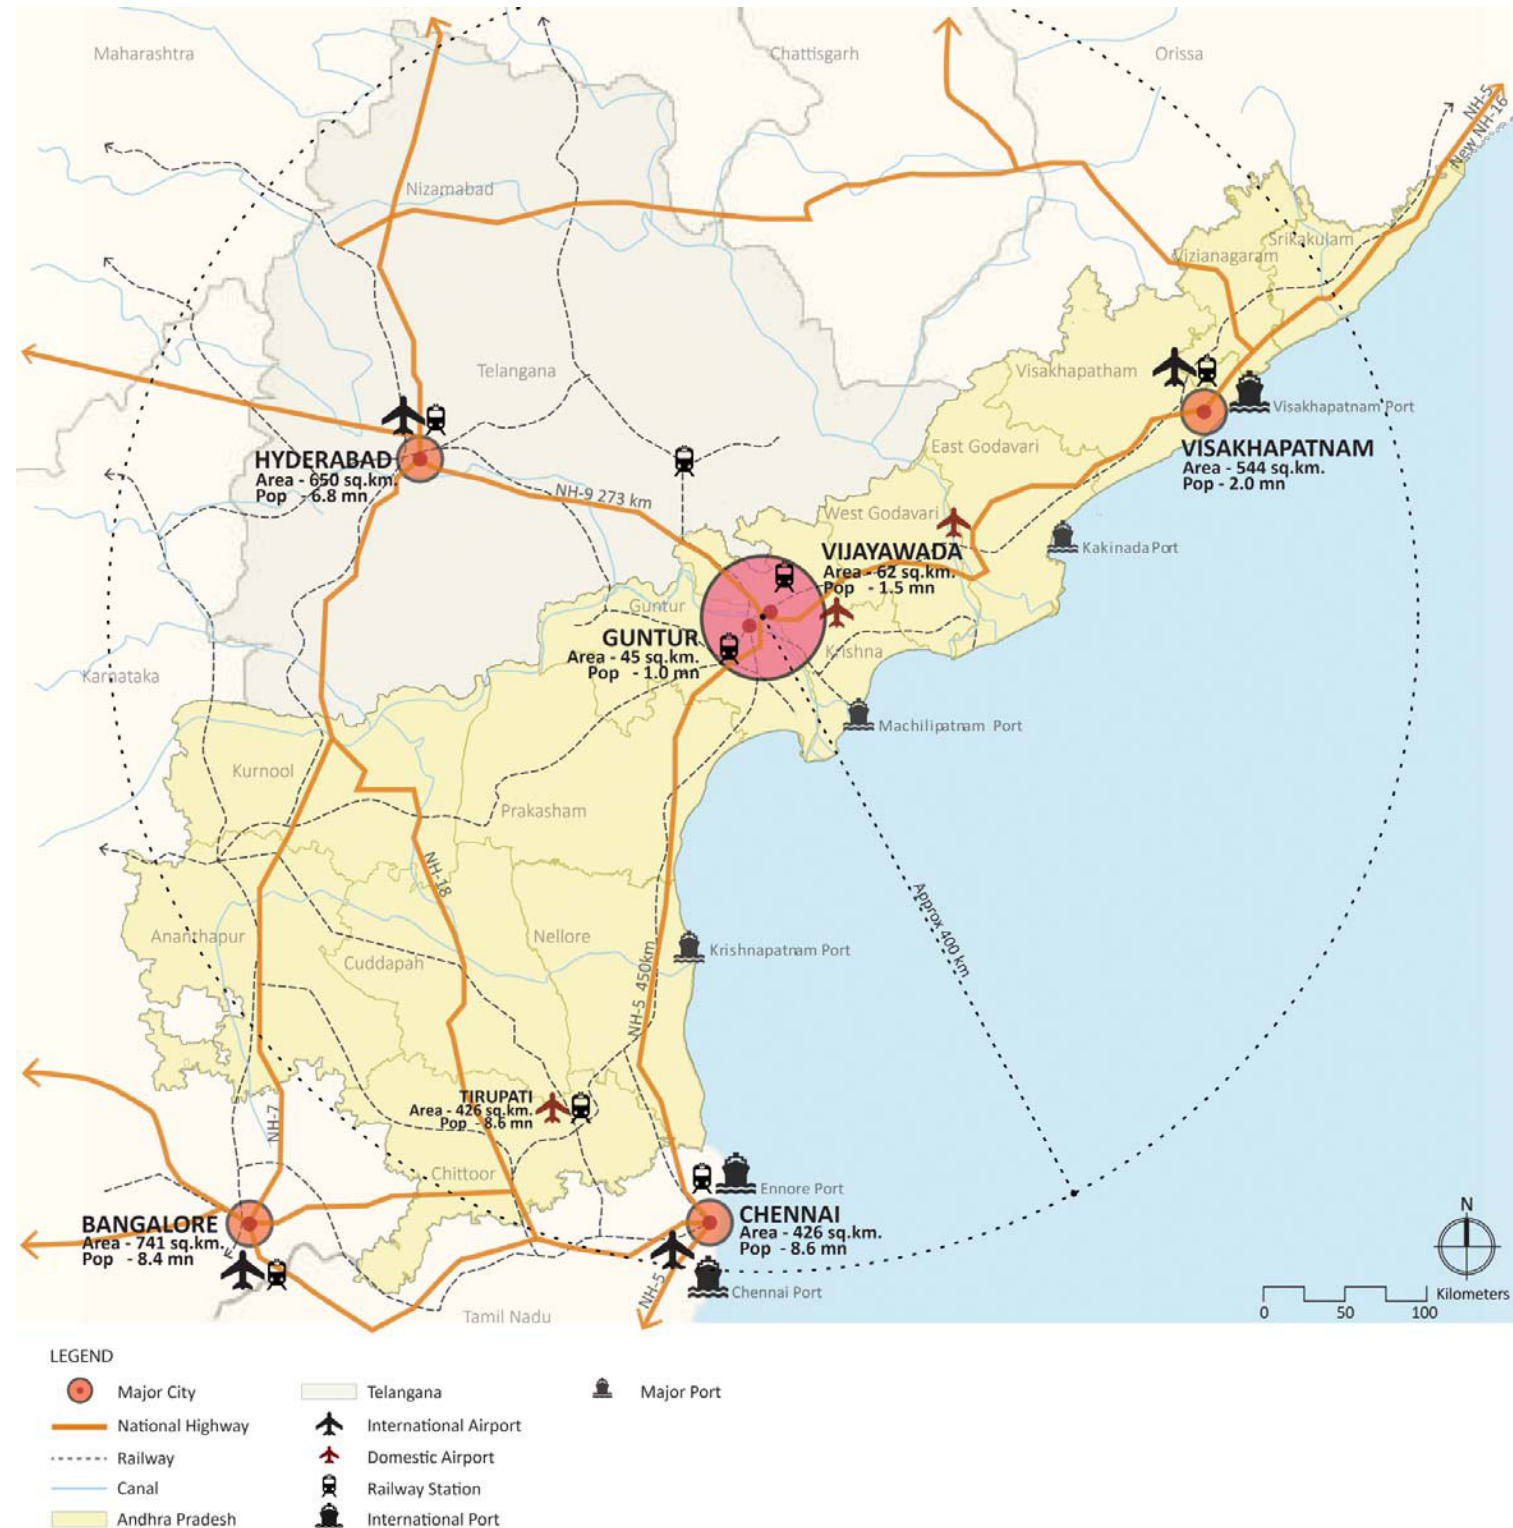 Maharashtra
Chattisgarh
Orissa
NH-5
New NH-16
Nizamabad
Srikakulam
Vizianagaram
Telangana
Visakhapatham
Visakhapatnam Port
VISAKHAPATNAM
Area - 544 sq.km.
Pop - 2.0 mn
HYDERABAD
Area - 650 sq.km.
Pop - 6.8 mn
NH-9 273 km
East Godavari
West Godavari
Kakinada Port
VIJAYAWADA
Area - 62 sq.km.
Pop - 1.5 mn
Guntur
GUNTUR
Area - 45 sq.km.
Pop - 1.0 mn
Krishna
Karnataka
Machilipatnam Port
Kurnool
Prakasham
NH-18
Approx 400 km
Ananthapur
Cuddapah
Nellore
Krishnapatnam Port
NH-5 450km
TIRUPATI
Area - 426 sq.km.
Pop - 8.6 mn
NH-7
Chittoor
Ennore Port
BANGALORE
Area - 741 sq.km.
Pop - 8.4 mn
CHENNAI
Area - 426 sq.km.
Pop - 8.6 mn
N
NH-5
Chennai Port
Tamil Nadu
Kilometers
0 50 100
LEGEND
Major City
Telangana
Major Port
National Highway
International Airport
Railway
Domestic Airport
Canal
Railway Station
Andhra Pradesh
International Port